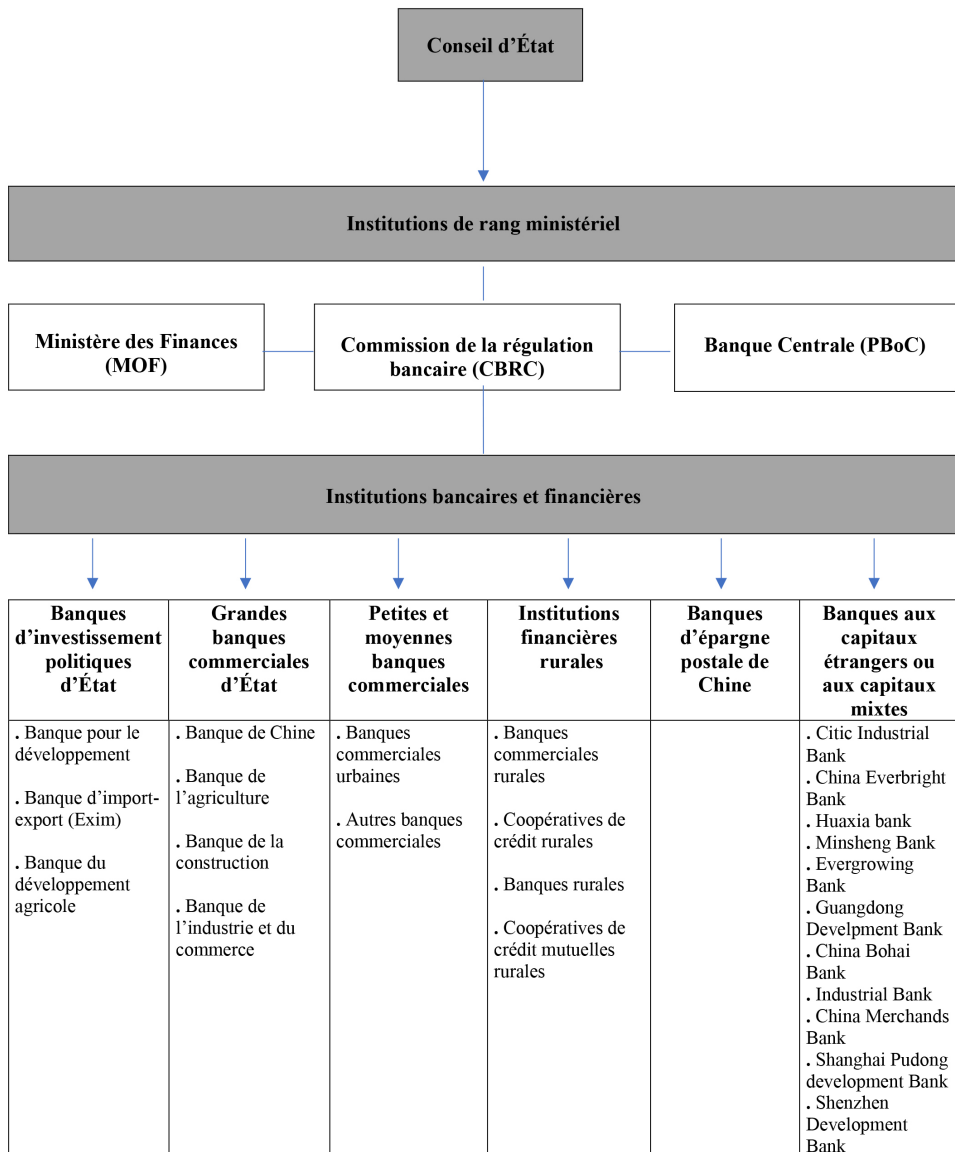 Conseil d’État
Institutions de rang ministériel
Ministère des Finances
(MOF)
Commission de la régulation
bancaire (CBRC)
Banque Centrale (PBoC)
Institutions bancaires et financières
Banques
d’investissement
politiques
d’État
Grandes
banques
commerciales
d’État
Petites et
moyennes
banques
commerciales
Institutions
financières
rurales
Banques
d’épargne
postale de
Chine
Banques aux
capitaux
étrangers ou
aux capitaux
mixtes
. Banque pour le
développement
. Banque d’import-
export (Exim)
. Banque du
développement
agricole
. Banque de Chine
. Banque de
l’agriculture
. Banque de la
construction
. Banque de
l’industrie et du
commerce
. Banques
commerciales
urbaines
. Autres banques
commerciales
. Banques
commerciales
rurales
. Coopératives de
crédit rurales
. Banques rurales
. Coopératives de
crédit mutuelles
rurales
. Citic Industrial
Bank
. China Everbright
Bank
. Huaxia bank
. Minsheng Bank
. Evergrowing
Bank
. Guangdong
Develpment Bank
. China Bohai
Bank
. Industrial Bank
. China Merchands
Bank
. Shanghai Pudong
development Bank
. Shenzhen
Development
Bank